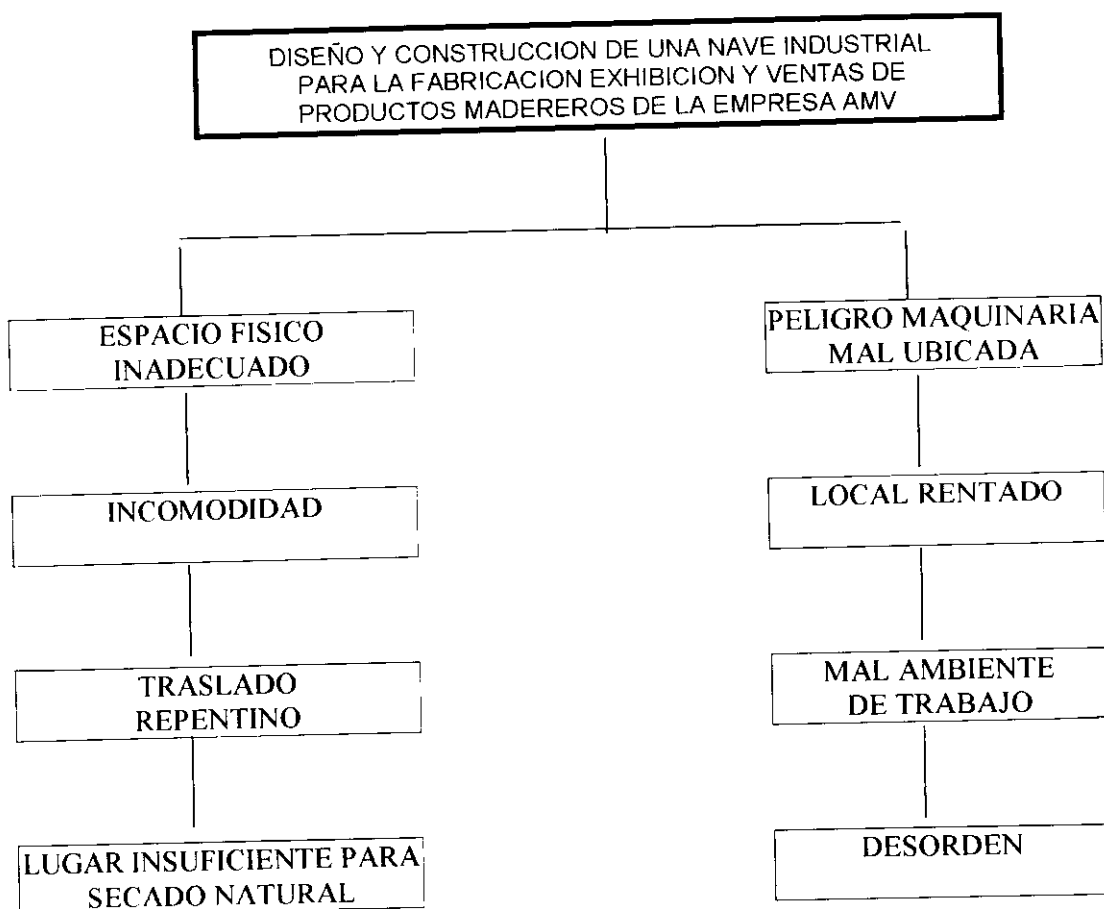 DISEÑO Y CONSTRUCCION DE UNA NAVE INDUSTRIAL
PARA LA FABRICACION EXHIBICION Y VENTAS DE
PRODUCTOS MADEREROS DE LA EMPRESA AMV
ESPACIO FISICO
INADECUADO
INCOMODIDAD
TRASLADO
REPENTINO
LUGAR INSUFICIENTE PARA
SECADO NATURAL
PELIGRO MAQUINARIA
MAL UBICADA
LOCAL RENTADO
MAL AMBIENTE
DE TRABAJO
DESORDEN